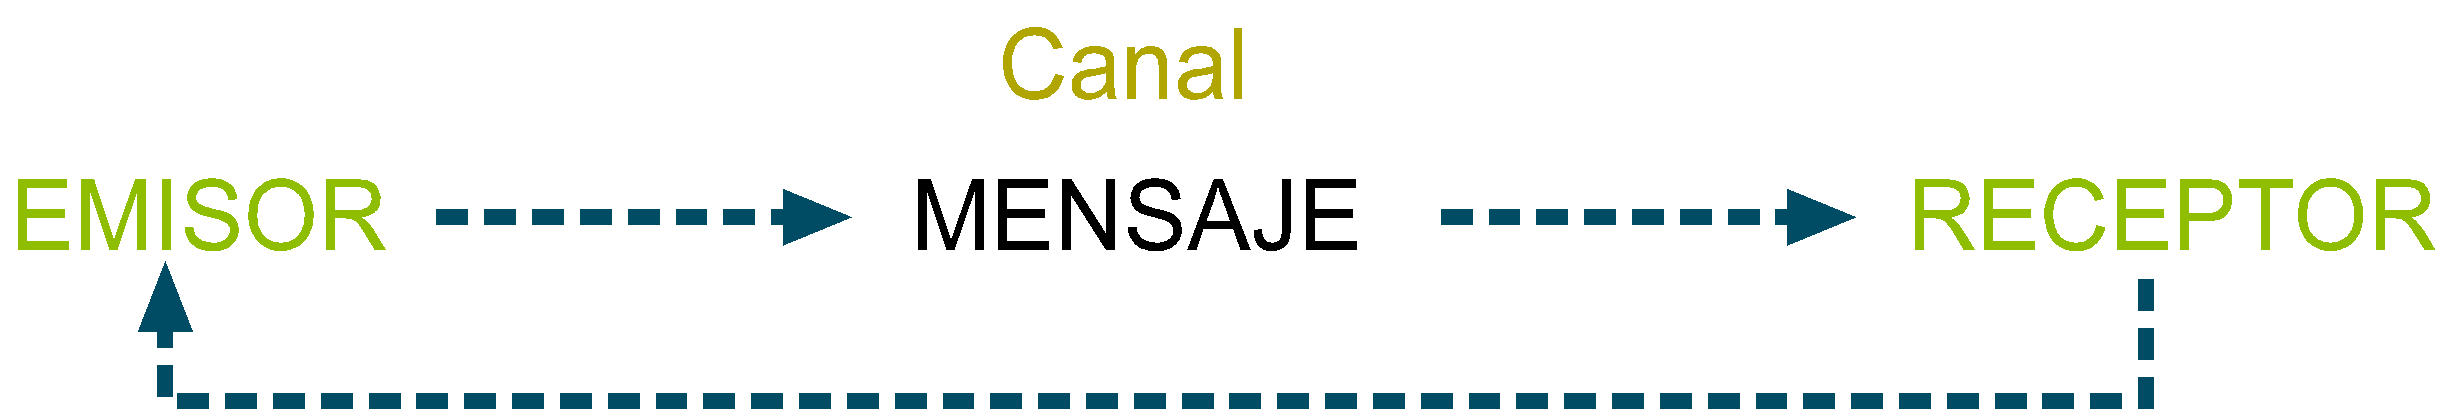 Canal
EMISOR MENSAJE RECEPTOR